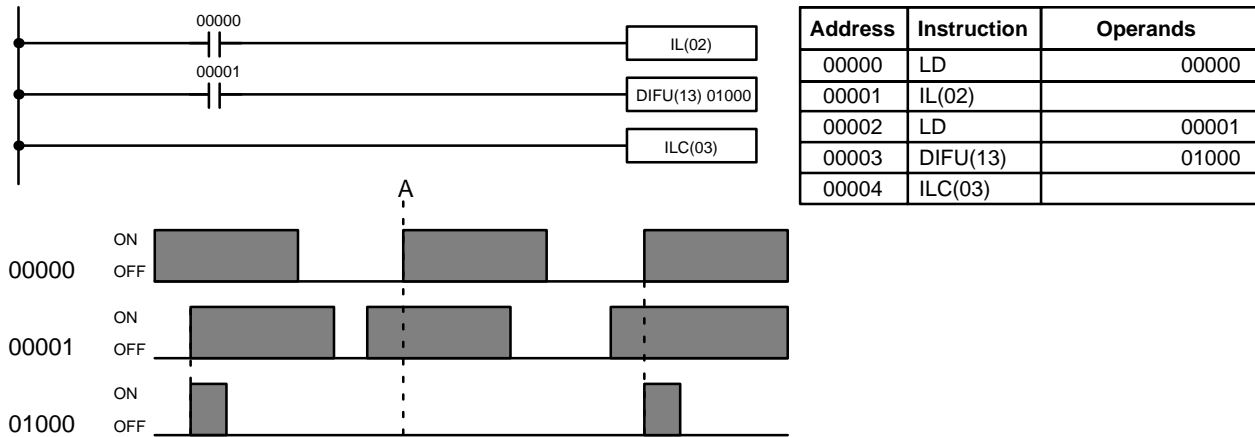 00000
IL(02)
00001
DIFU(13) 01000
ILC(03)
Address Instruction Operands
00000 LD 00000
00001 IL(02)
00002 LD 00001
00003 DIFU(13) 01000
00004 ILC(03)
A
ON
00000 OFF
ON
00001 OFF
ON
01000 OFF